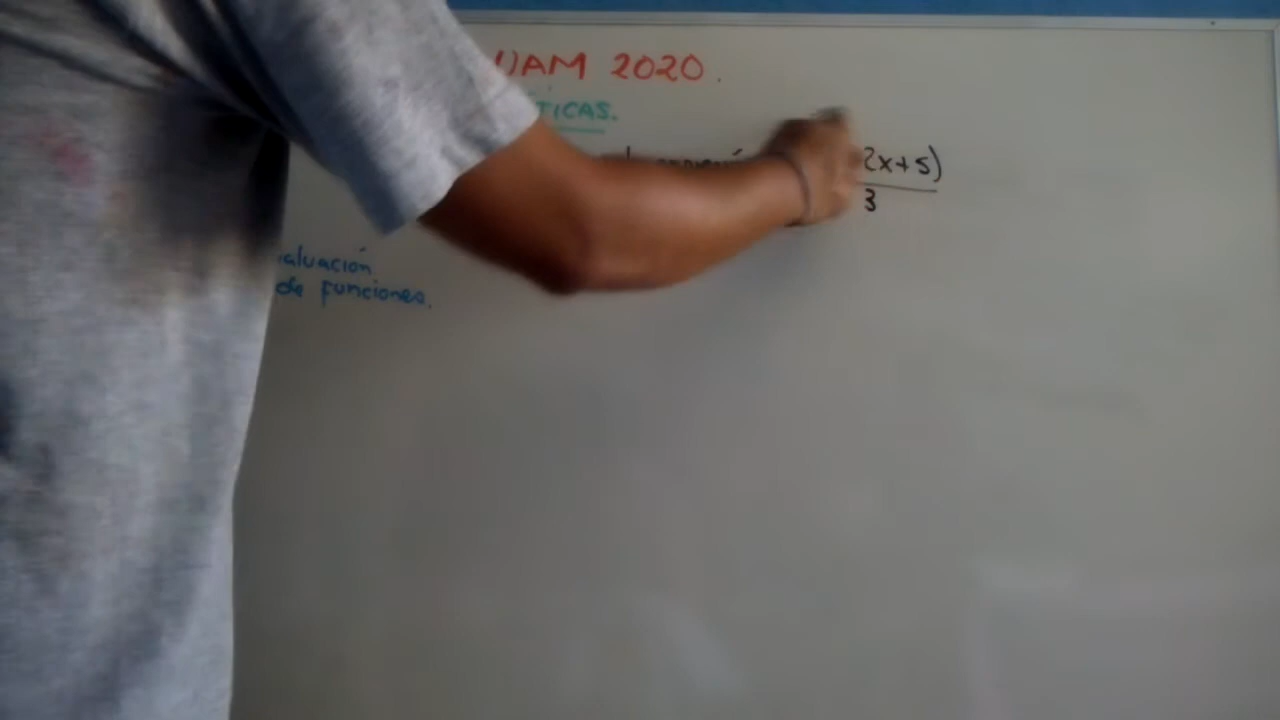 UAM 2020.
TICAS.
2x+5)
3
aluación
de funciones.